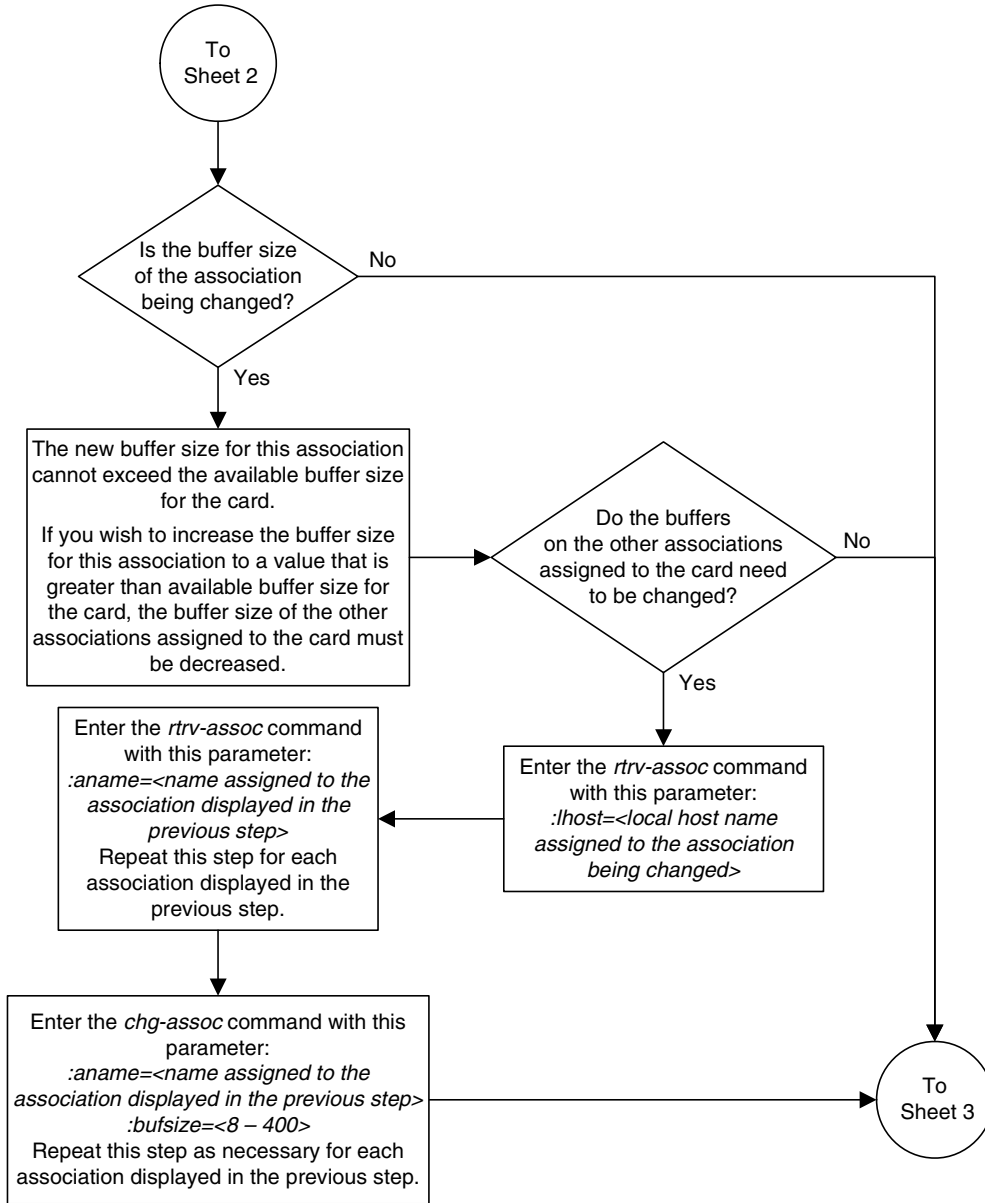 To
Sheet 2
Is the buffer size
of the association
being changed?
No
Yes
The new buffer size for this association
cannot exceed the available buffer size
for the card.
If you wish to increase the buffer size
for this association to a value that is
greater than available buffer size for
the card, the buffer size of the other
associations assigned to the card must
be decreased.
Do the buffers
on the other associations
assigned to the card need
to be changed?
No
Yes
Enter the rtrv-assoc command
with this parameter:
:lhost=<local host name
assigned to the association
being changed>
Enter the rtrv-assoc command
with this parameter:
:aname=<name assigned to the
association displayed in the
previous step>
Repeat this step for each
association displayed in the
previous step.
Enter the chg-assoc command with this
parameter:
:aname=<name assigned to the
association displayed in the previous step>
:bufsize=<8 – 400>
Repeat this step as necessary for each
association displayed in the previous step.
To
Sheet 3